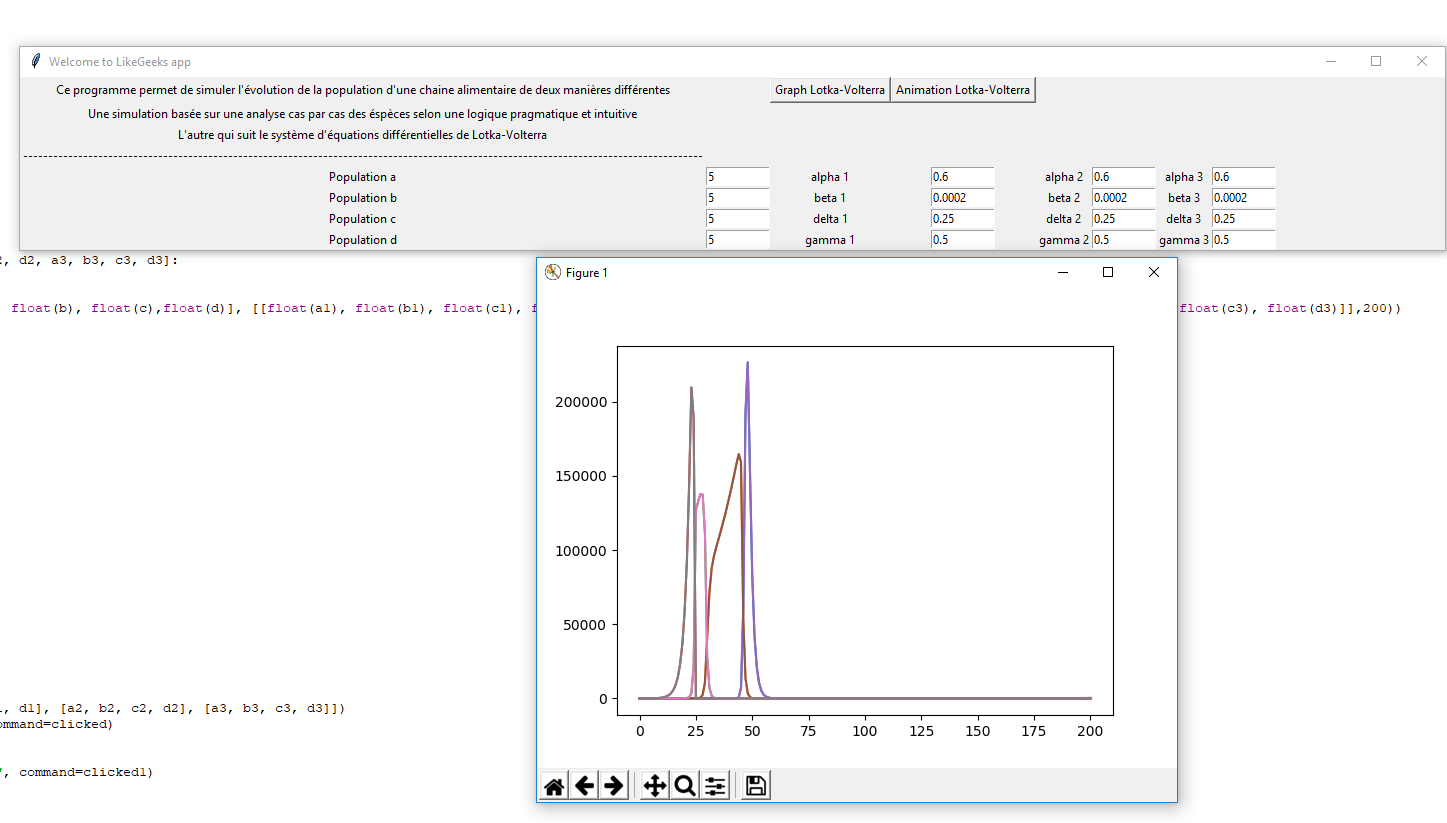 Welcome to LikeGeeks app
Ce programme permet de simuler l'évolution de la population d'une chaine alimentaire de deux manières différentes
Graph Lotka-Volterra
Animation Lotka-Volterra
Une simulation basée sur une analyse cas par cas des éspèces selon une logique pragmatique et intuitive
L'autre qui suit le système d'équations différentielles de Lotka-Volterra
Population a 5 alpha 1 0.6 alpha 2 0.6 alpha 3 0.6
Population b 5 beta 1 0.0002 beta 2 0.0002 beta 3 0.0002
Population c 5 delta 1 0.25 delta 2 0.25 delta 3 0.25
Population d 5 gamma 1 0.5 gamma 2 0.5 gamma 3 0.5
, d2, a3, b3, c3, d3]:
float(b), float(c),float(d)], [[float(a1), float(b1), float(c1), float(c3), float(d3)]],200))
Figure 1
200000
150000
100000
50000
0
0 25 50 75 100 125 150 175 200
, d1], [a2, b2, c2, d2], [a3, b3, c3, d3]])
ommand=clicked)
", command=clicked1)